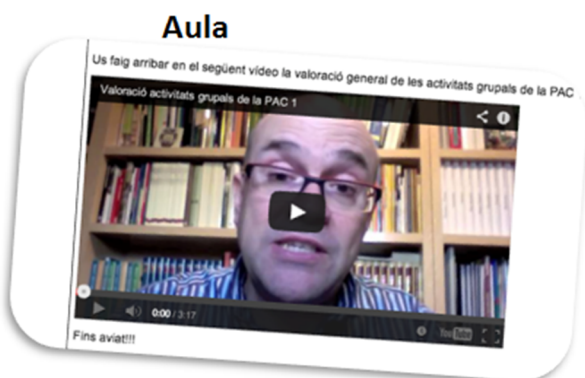 Aula
Us faig arribar en el següent vídeo la valoració general de les activitats grupals de la PAC
Valoració activitats grupals de la PAC 1
0:00 / 3:17
YouTube
Fins aviat!!!